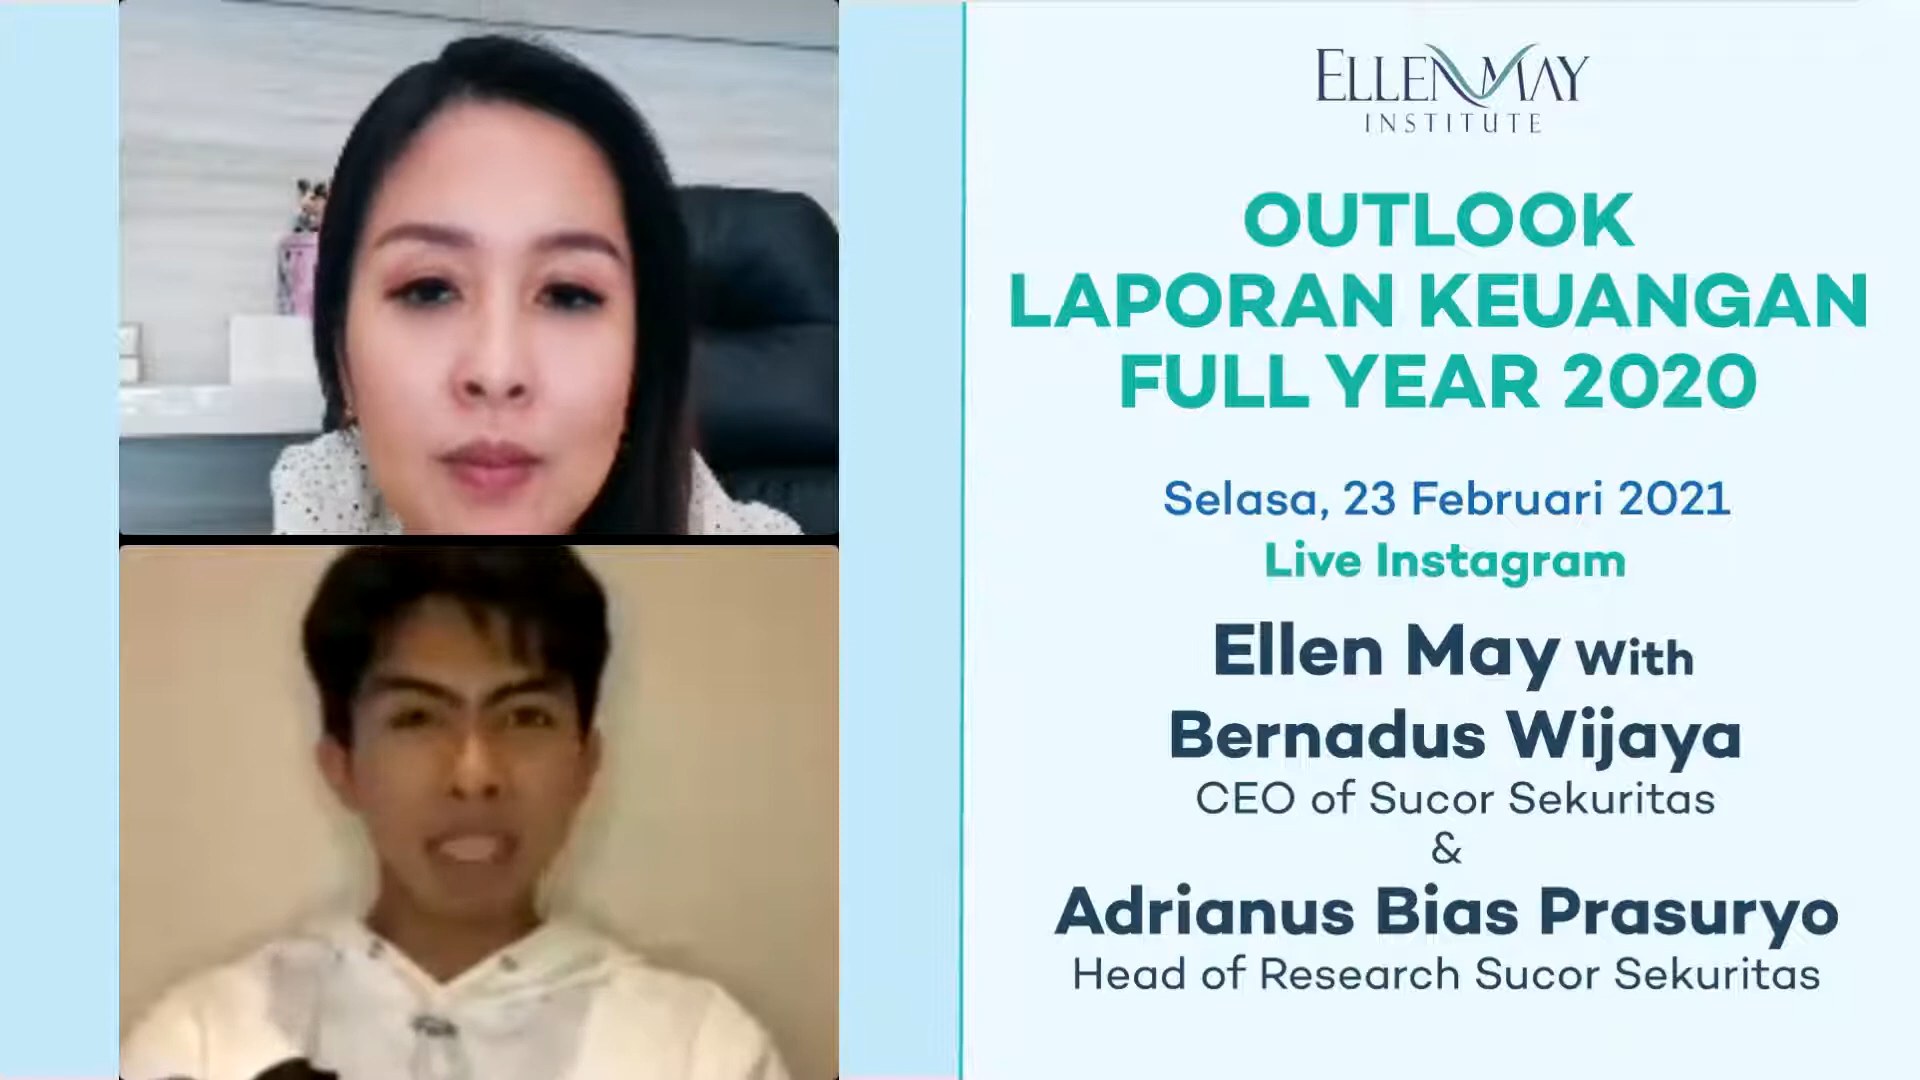 ELLEN MAY
INSTITUTE
OUTLOOK
LAPORAN KEUANGAN
FULL YEAR 2020
Selasa, 23 Februari 2021
Live Instagram
Ellen May With
Bernadus Wijaya
CEO of Sucor Sekuritas
&
Adrianus Bias Prasuryo
Head of Research Sucor Sekuritas